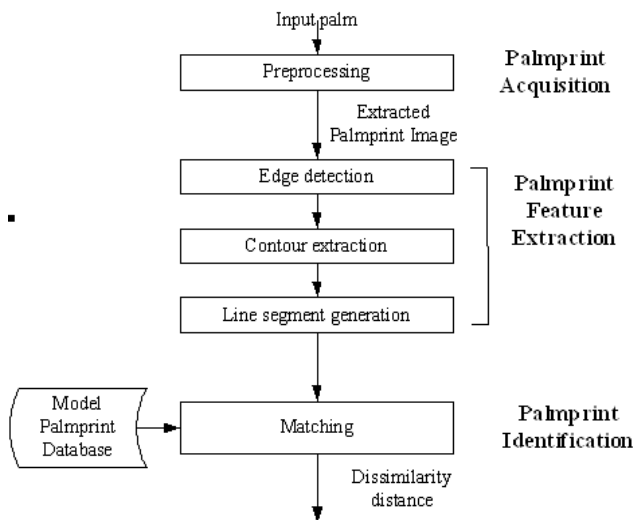 Input palm
Preprocessing
Palmprint
Acquisition
Extracted
Palmprint Image
Edge detection
Palmprint
Feature
Extraction
Contour extraction
Line segment generation
Model
Palmprint
Database
Matching
Palmprint
Identification
Dissimilarity
distance